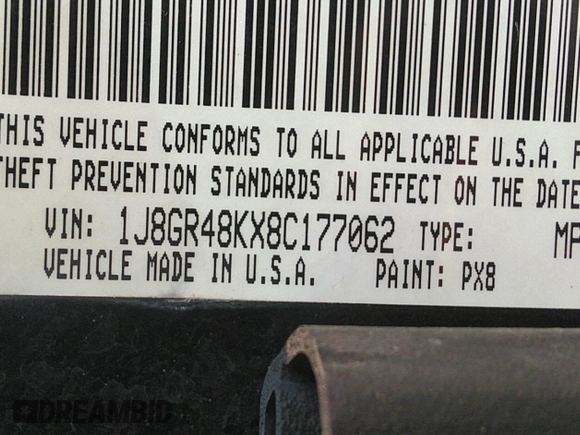 THIS VEHICLE CONFORMS TO ALL APPLICABLE U.S.A. F
THEFT PREVENTION STANDARDS IN EFFECT ON THE DATE
VIN: 1J8GR48KX8C177062 TYPE: MP
VEHICLE MADE IN U.S.A. PAINT: PX8
DREAMBID